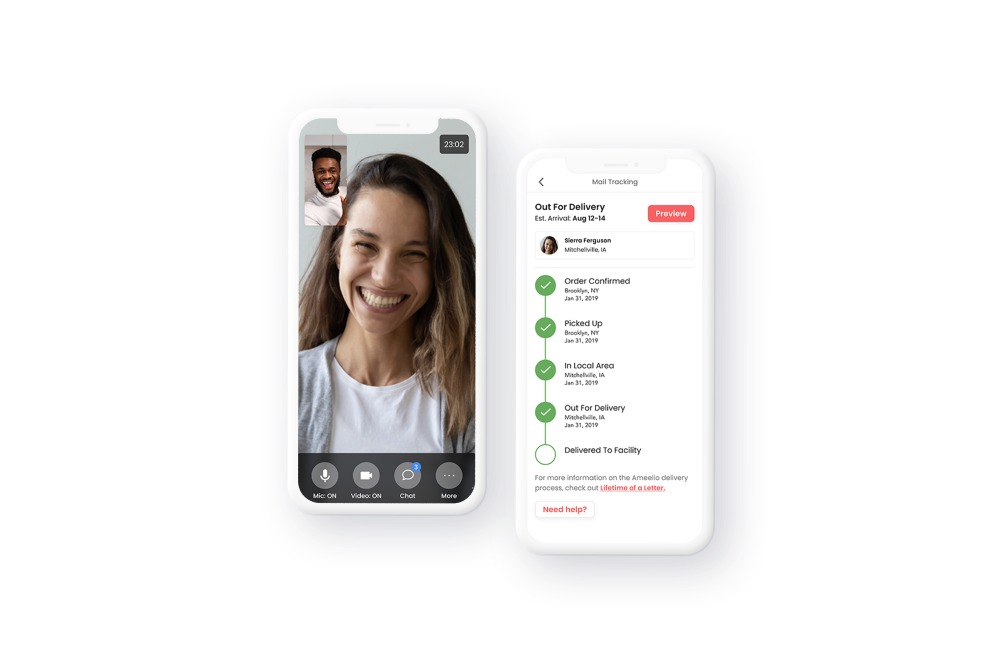 23:02
Mic: ON
Video: ON
3
Chat
More
Mail Tracking
Out For Delivery
Est. Arrival: Aug 12-14
Preview
Sierra Ferguson
Mitchellville, IA
Order Confirmed
Brooklyn, NY
Jan 31, 2019
Picked Up
Brooklyn, NY
Jan 31, 2019
In Local Area
Mitchellville, IA
Jan 31, 2019
Out For Delivery
Mitchellville, IA
Jan 31, 2019
Delivered To Facility
For more information on the Ameelio delivery
process, check out Lifetime of a Letter.
Need help?